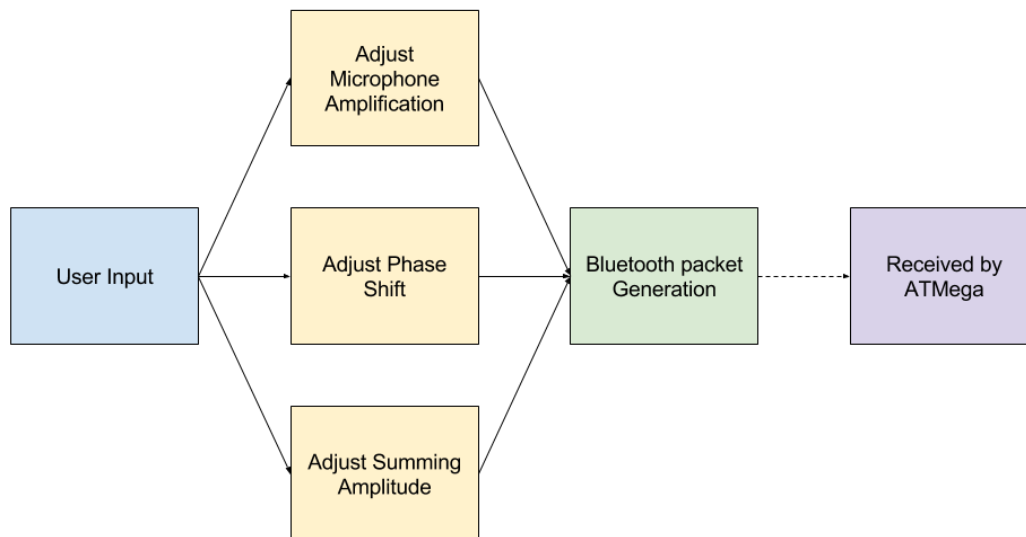 Adjust
Microphone
Amplification
User Input
Adjust Phase
Shift
Bluetooth packet
Generation
Received by
ATMega
Adjust Summing
Amplitude